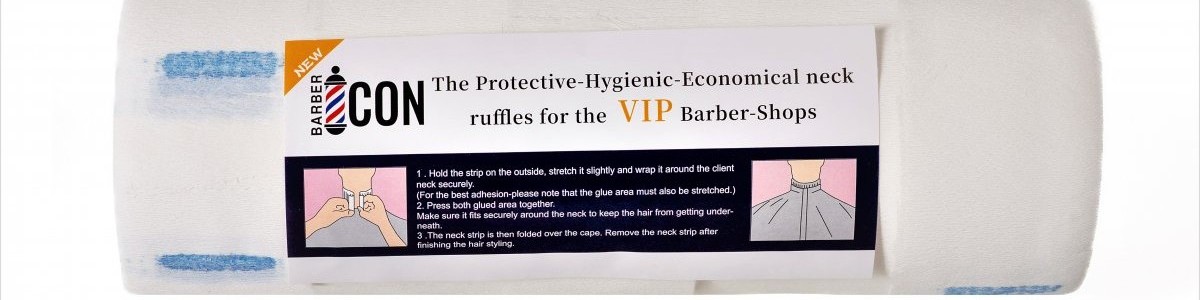 NEW
BARBER ICON
The Protective-Hygienic-Economical neck
ruffles for the VIP Barber-Shops
1 . Hold the strip on the outside, stretch it slightly and wrap it around the client
neck securely.
(For the best adhesion-please note that the glue area must also be stretched.)
2. Press both glued area together.
Make sure it fits securely around the neck to keep the hair from getting under-
neath.
3 .The neck strip is then folded over the cape. Remove the neck strip after
finishing the hair styling.